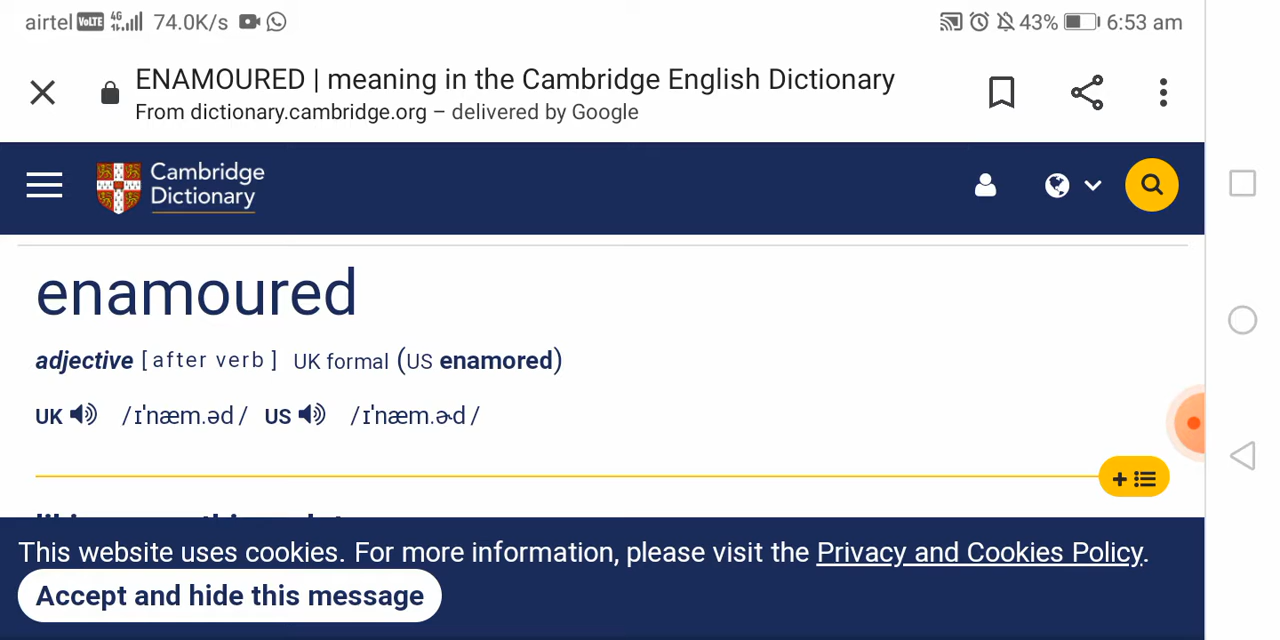 airtel VoLTE 4G 74.0K/s 43% 6:53 am
ENAMOURED | meaning in the Cambridge English Dictionary
From dictionary.cambridge.org – delivered by Google
Cambridge
Dictionary
enamoured
adjective [ after verb ] UK formal (US enamored)
UK /ɪˈnæm.əd/ US /ɪˈnæm.ɚd/
This website uses cookies. For more information, please visit the Privacy and Cookies Policy.
Accept and hide this message